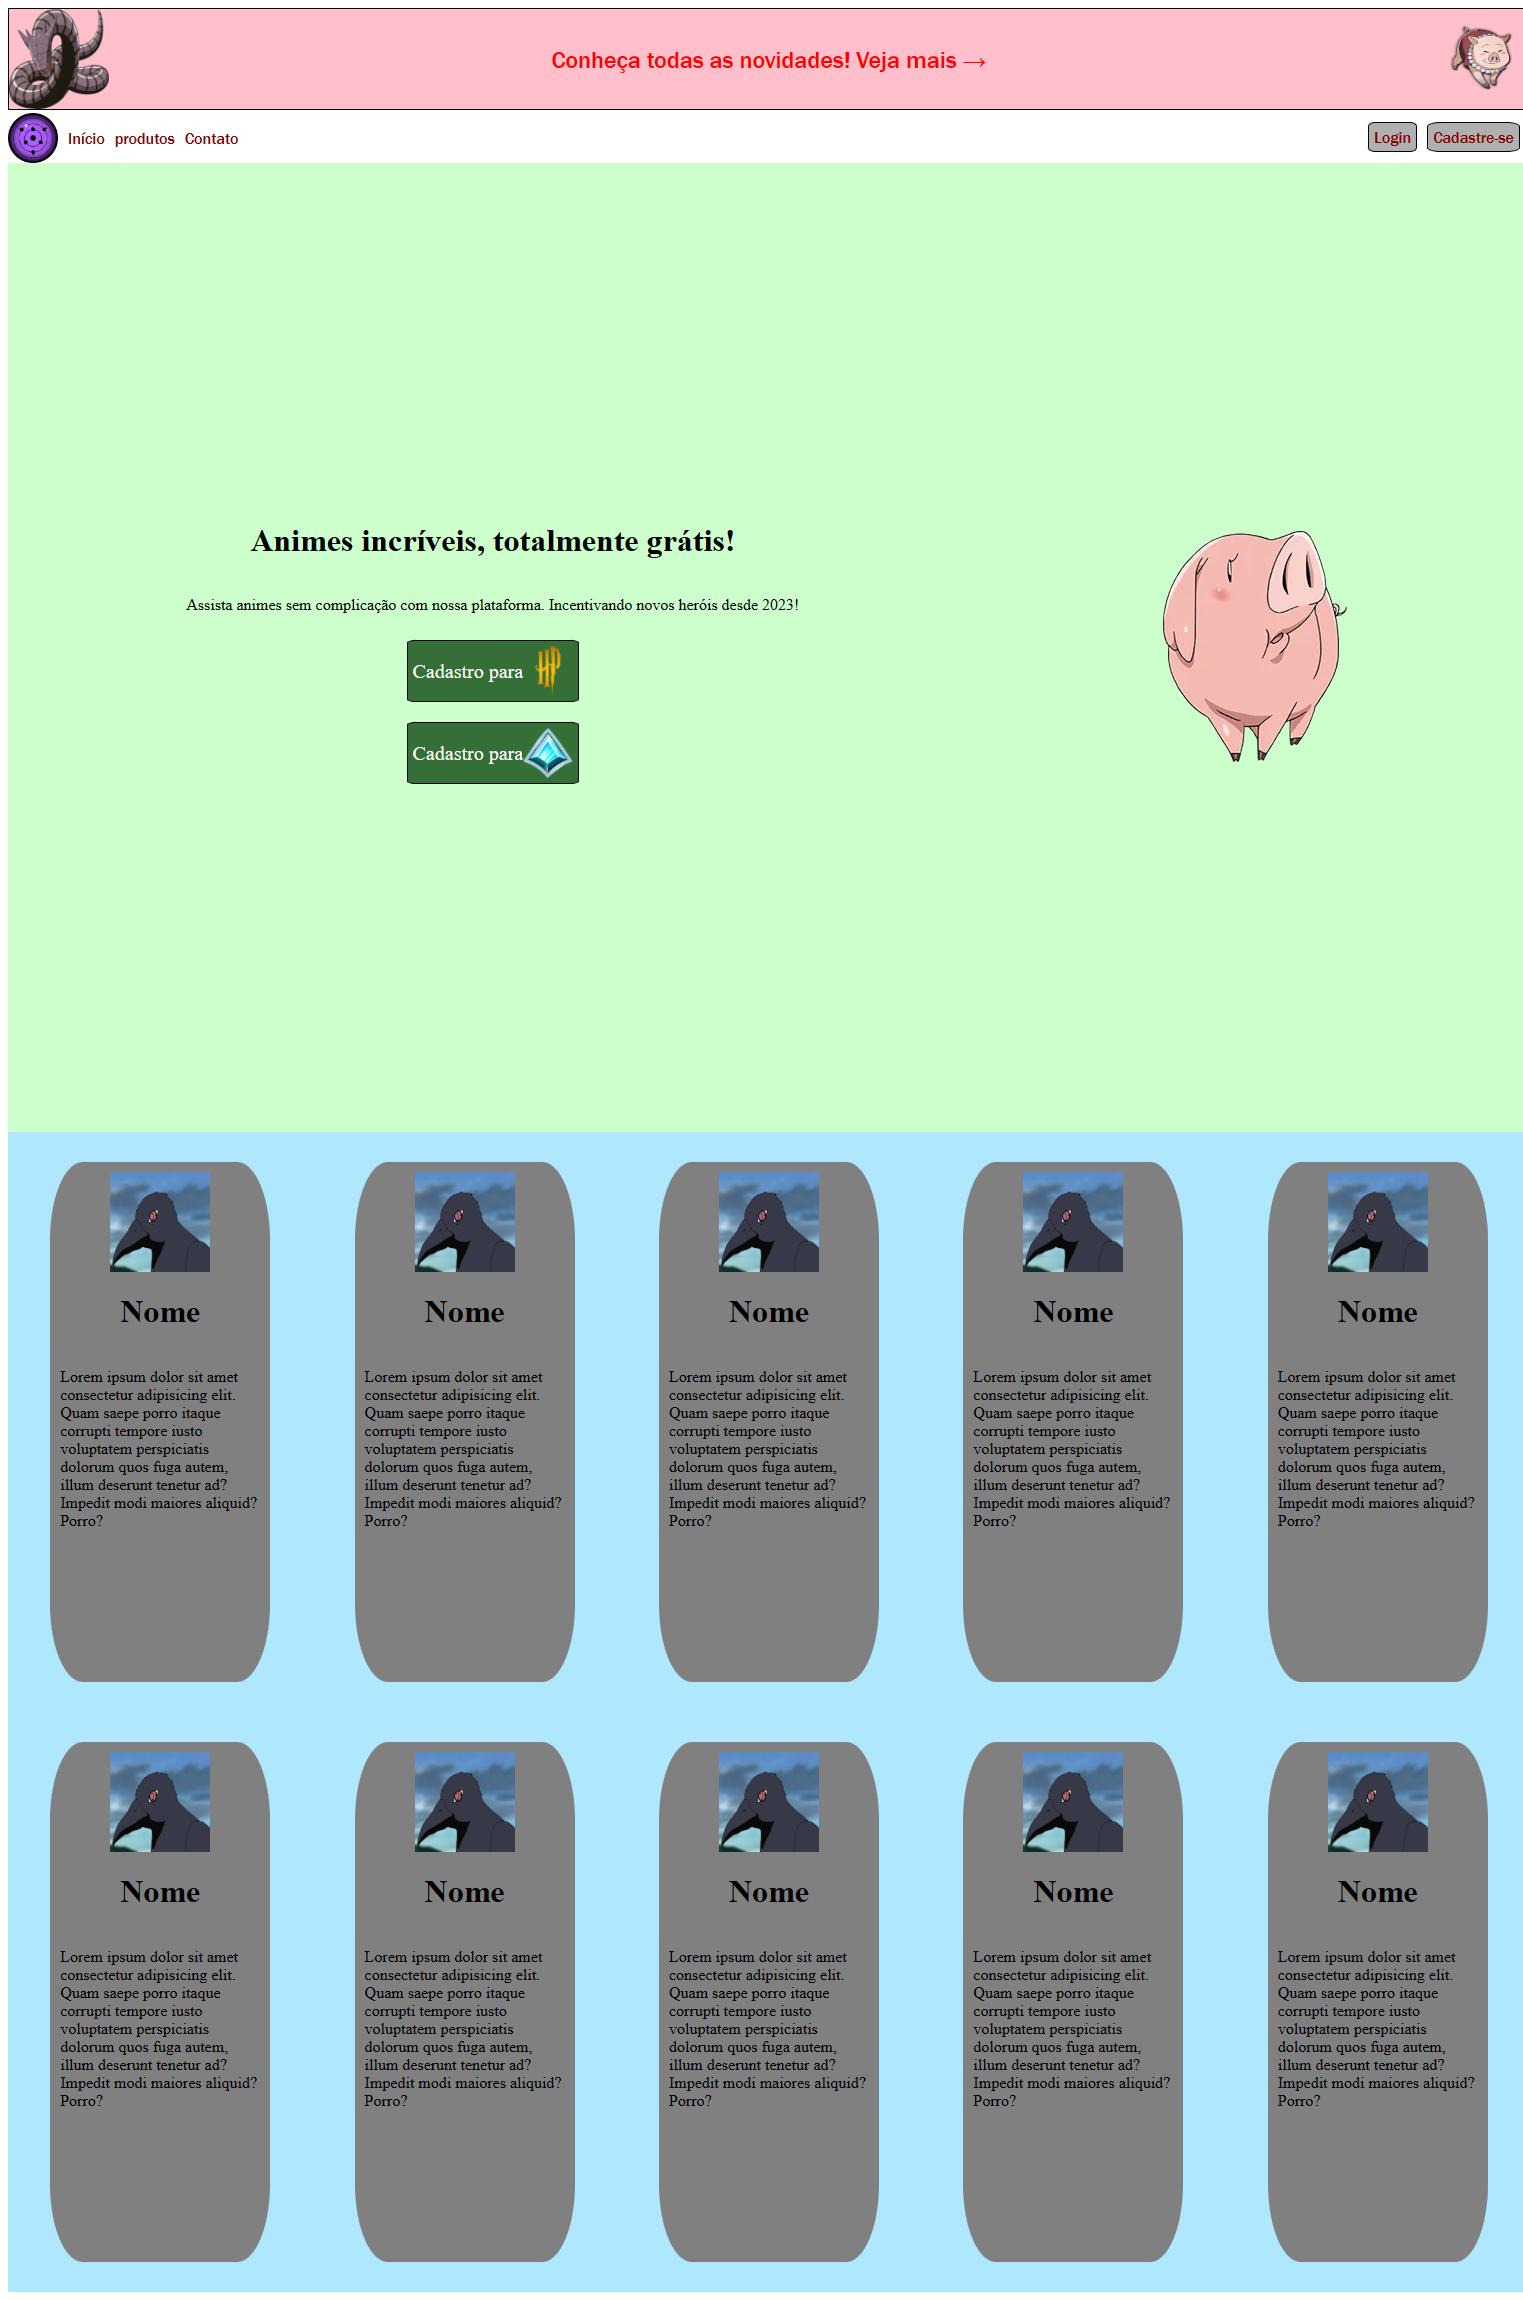 Conheça todas as novidades! Veja mais →
Início produtos Contato
Login Cadastre-se
Animes incríveis, totalmente grátis!
Assista animes sem complicação com nossa plataforma. Incentivando novos heróis desde 2023!
Cadastro para HP
Cadastro para
Nome
Lorem ipsum dolor sit amet
consectetur adipisicing elit.
Quam saepe porro itaque
corrupti tempore iusto
voluptatem perspiciatis
dolorum quos fuga autem,
illum deserunt tenetur ad?
Impedit modi maiores aliquid?
Porro?
Nome
Lorem ipsum dolor sit amet
consectetur adipisicing elit.
Quam saepe porro itaque
corrupti tempore iusto
voluptatem perspiciatis
dolorum quos fuga autem,
illum deserunt tenetur ad?
Impedit modi maiores aliquid?
Porro?
Nome
Lorem ipsum dolor sit amet
consectetur adipisicing elit.
Quam saepe porro itaque
corrupti tempore iusto
voluptatem perspiciatis
dolorum quos fuga autem,
illum deserunt tenetur ad?
Impedit modi maiores aliquid?
Porro?
Nome
Lorem ipsum dolor sit amet
consectetur adipisicing elit.
Quam saepe porro itaque
corrupti tempore iusto
voluptatem perspiciatis
dolorum quos fuga autem,
illum deserunt tenetur ad?
Impedit modi maiores aliquid?
Porro?
Nome
Lorem ipsum dolor sit amet
consectetur adipisicing elit.
Quam saepe porro itaque
corrupti tempore iusto
voluptatem perspiciatis
dolorum quos fuga autem,
illum deserunt tenetur ad?
Impedit modi maiores aliquid?
Porro?
Nome
Lorem ipsum dolor sit amet
consectetur adipisicing elit.
Quam saepe porro itaque
corrupti tempore iusto
voluptatem perspiciatis
dolorum quos fuga autem,
illum deserunt tenetur ad?
Impedit modi maiores aliquid?
Porro?
Nome
Lorem ipsum dolor sit amet
consectetur adipisicing elit.
Quam saepe porro itaque
corrupti tempore iusto
voluptatem perspiciatis
dolorum quos fuga autem,
illum deserunt tenetur ad?
Impedit modi maiores aliquid?
Porro?
Nome
Lorem ipsum dolor sit amet
consectetur adipisicing elit.
Quam saepe porro itaque
corrupti tempore iusto
voluptatem perspiciatis
dolorum quos fuga autem,
illum deserunt tenetur ad?
Impedit modi maiores aliquid?
Porro?
Nome
Lorem ipsum dolor sit amet
consectetur adipisicing elit.
Quam saepe porro itaque
corrupti tempore iusto
voluptatem perspiciatis
dolorum quos fuga autem,
illum deserunt tenetur ad?
Impedit modi maiores aliquid?
Porro?
Nome
Lorem ipsum dolor sit amet
consectetur adipisicing elit.
Quam saepe porro itaque
corrupti tempore iusto
voluptatem perspiciatis
dolorum quos fuga autem,
illum deserunt tenetur ad?
Impedit modi maiores aliquid?
Porro?